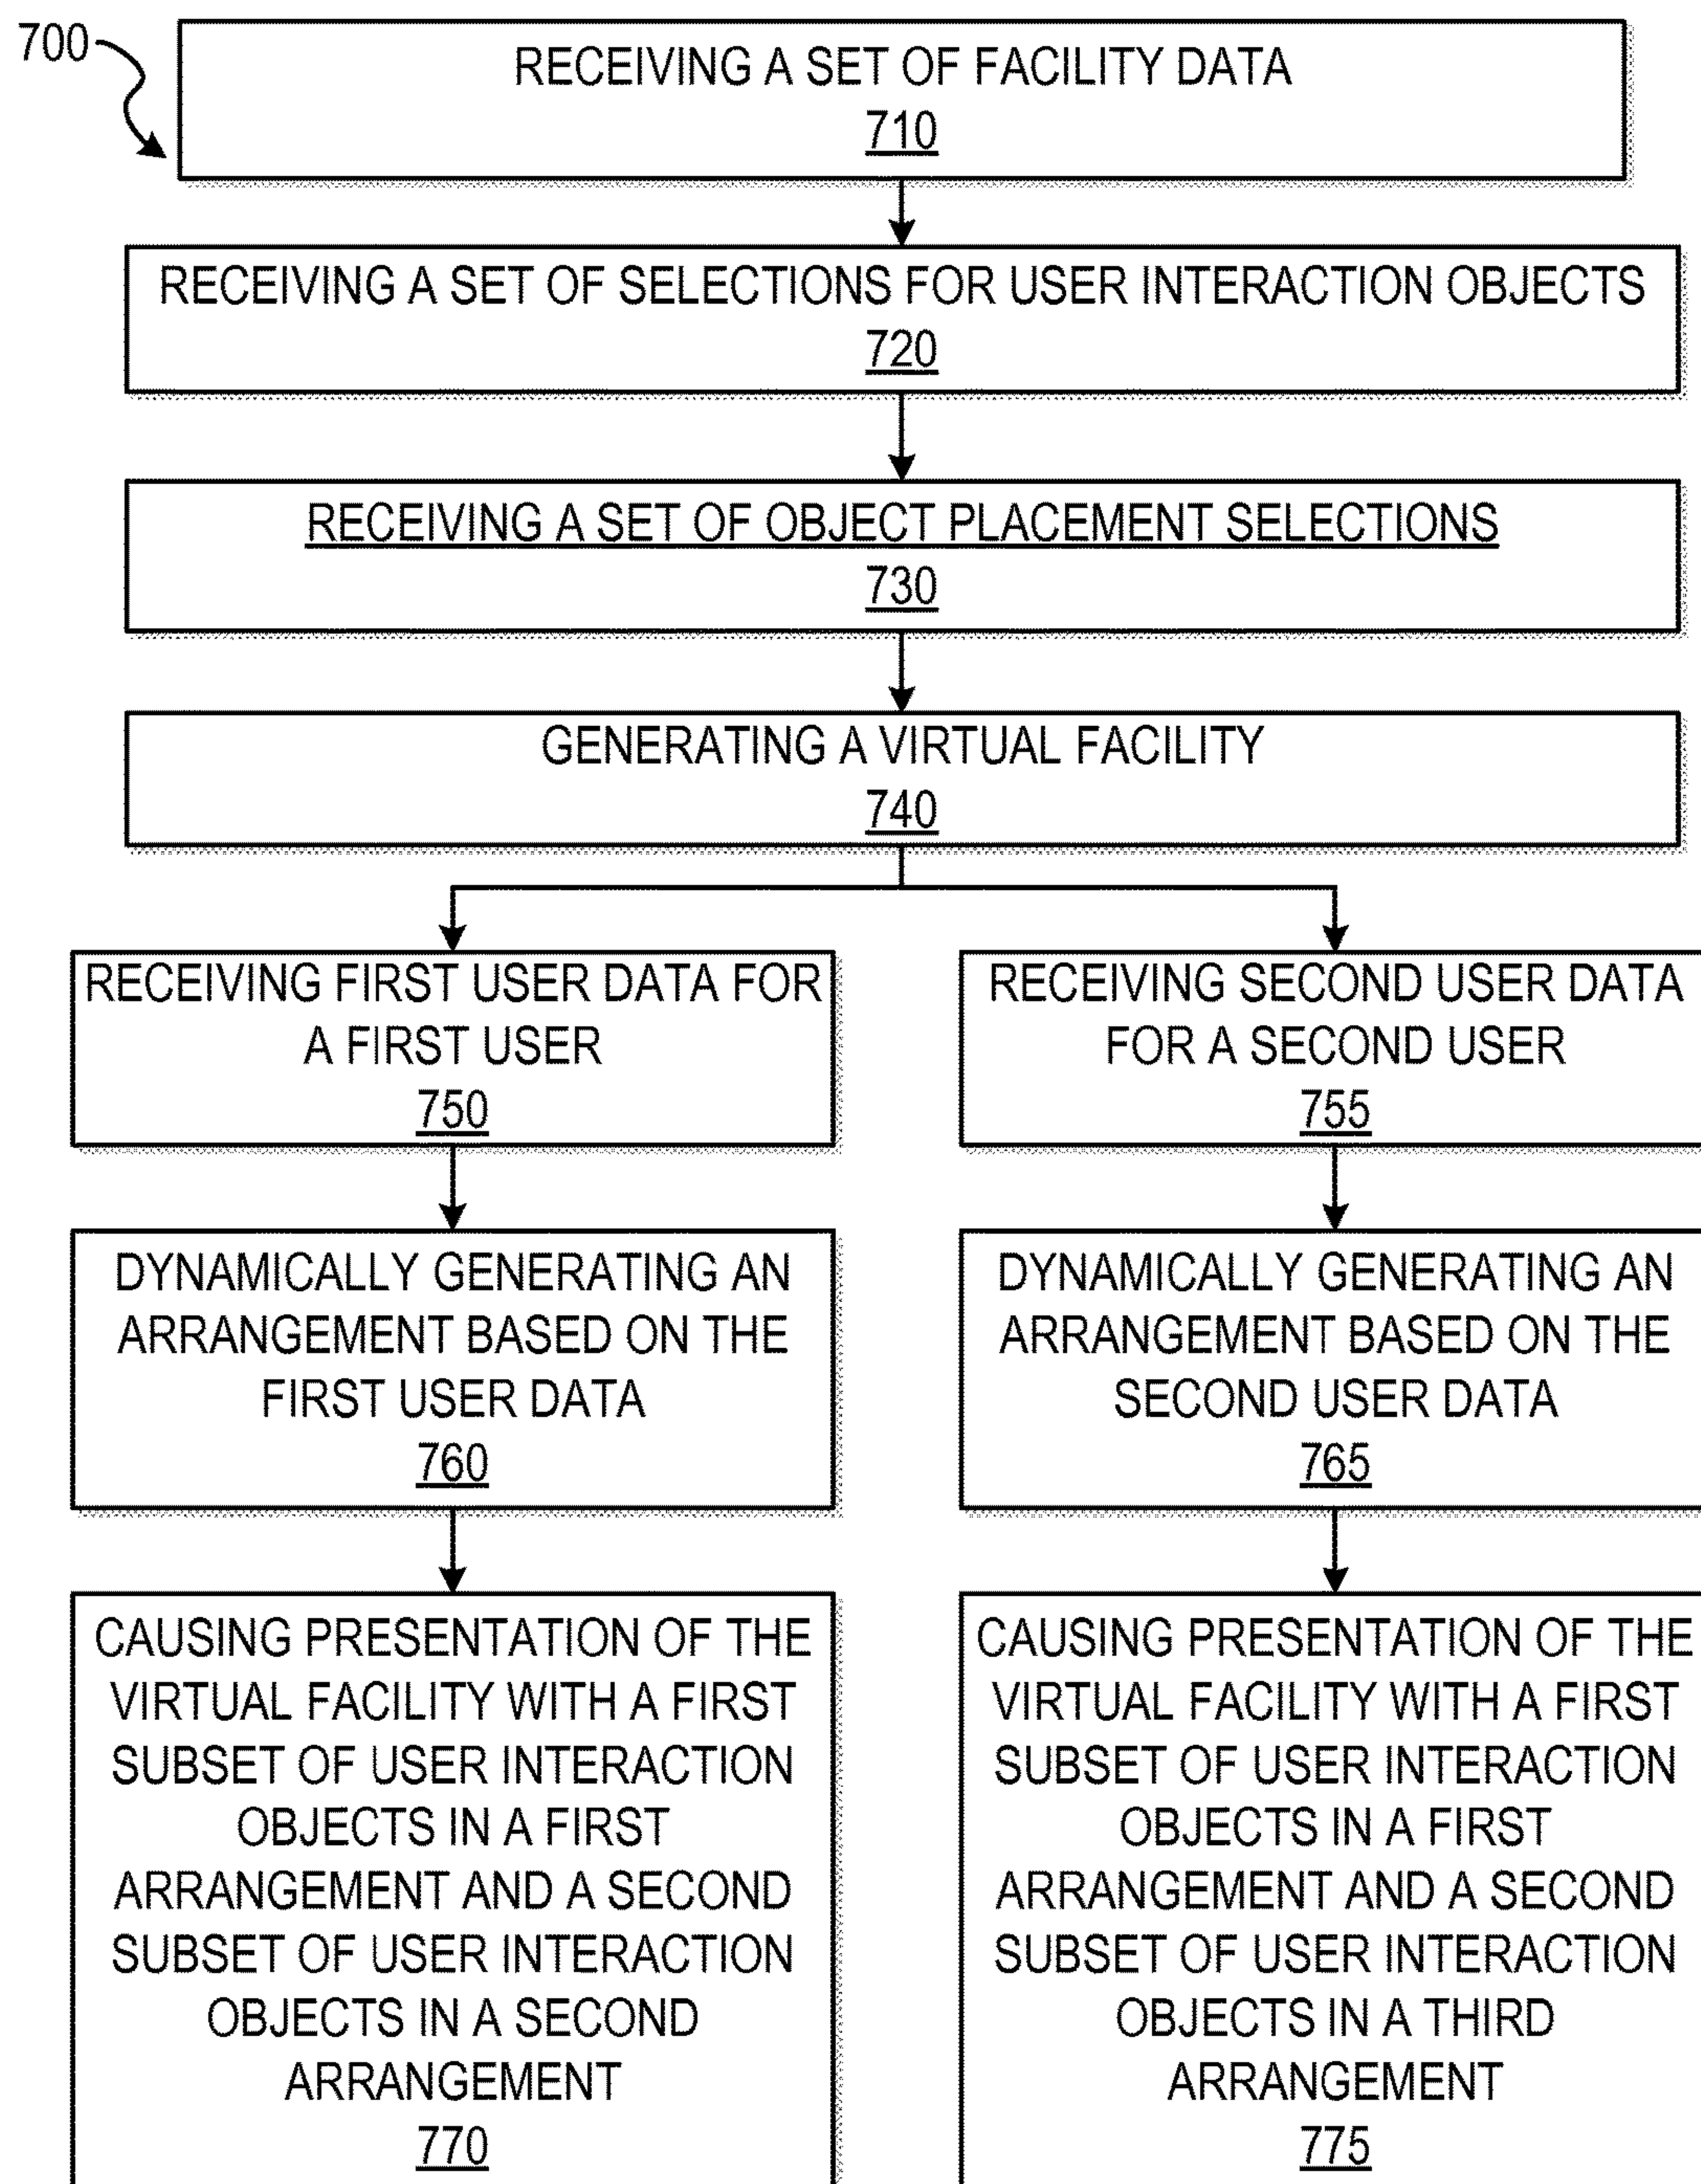 700
RECEIVING A SET OF FACILITY DATA
710
RECEIVING A SET OF SELECTIONS FOR USER INTERACTION OBJECTS
720
RECEIVING A SET OF OBJECT PLACEMENT SELECTIONS
730
GENERATING A VIRTUAL FACILITY
740
RECEIVING FIRST USER DATA FOR
A FIRST USER
750
RECEIVING SECOND USER DATA
FOR A SECOND USER
755
DYNAMICALLY GENERATING AN
ARRANGEMENT BASED ON THE
FIRST USER DATA
760
DYNAMICALLY GENERATING AN
ARRANGEMENT BASED ON THE
SECOND USER DATA
765
CAUSING PRESENTATION OF THE
VIRTUAL FACILITY WITH A FIRST
SUBSET OF USER INTERACTION
OBJECTS IN A FIRST
ARRANGEMENT AND A SECOND
SUBSET OF USER INTERACTION
OBJECTS IN A SECOND
ARRANGEMENT
770
CAUSING PRESENTATION OF THE
VIRTUAL FACILITY WITH A FIRST
SUBSET OF USER INTERACTION
OBJECTS IN A FIRST
ARRANGEMENT AND A SECOND
SUBSET OF USER INTERACTION
OBJECTS IN A THIRD
ARRANGEMENT
775